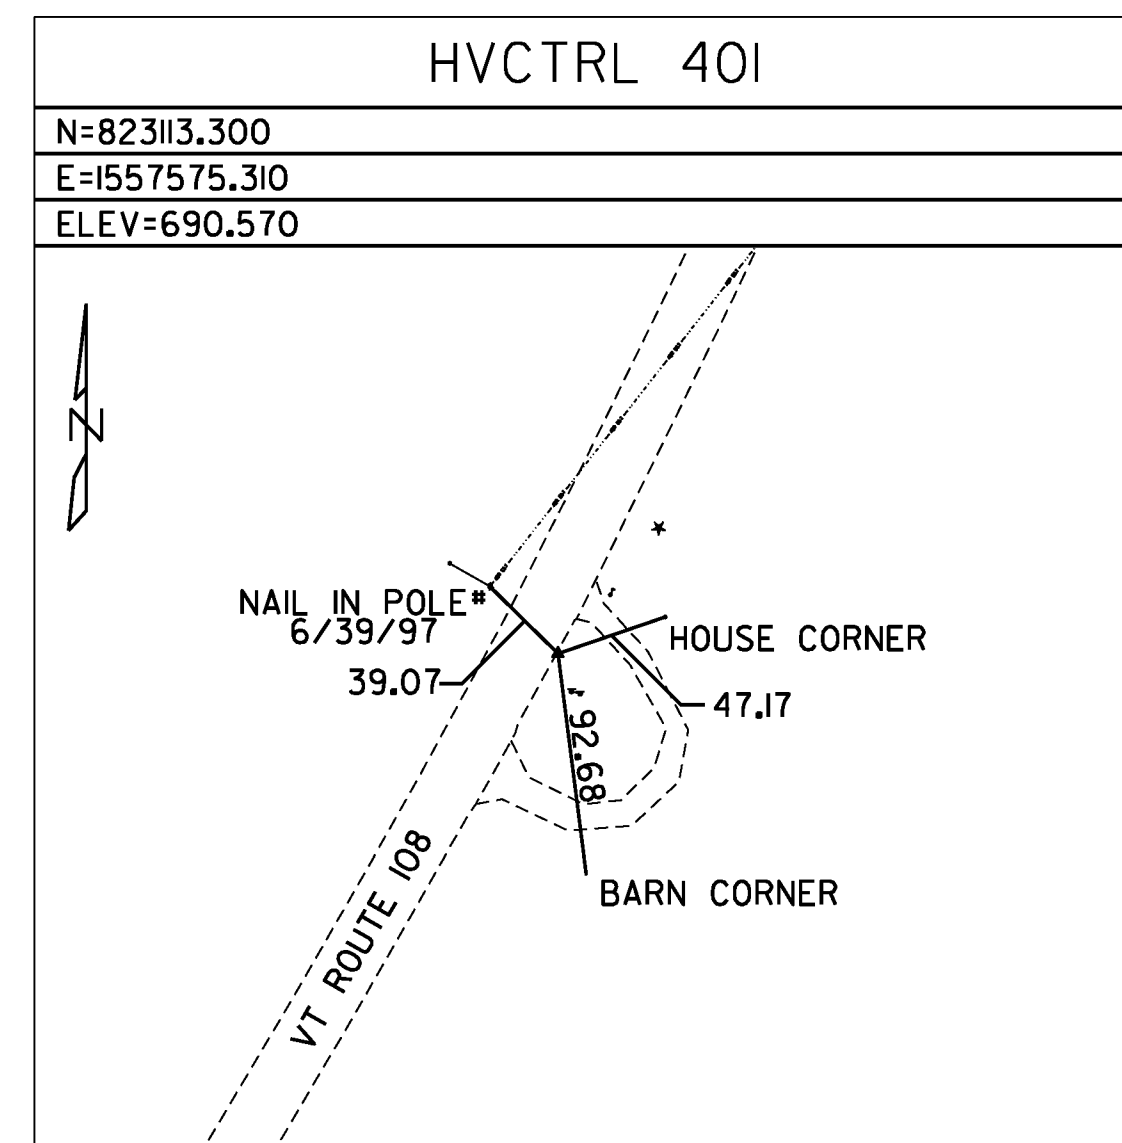 HVCTRL 401
N=823113.300
E=1557575.310
ELEV=690.570
N
NAIL IN POLE#
6/39/97
39.07
HOUSE CORNER
47.17
92.68
BARN CORNER
VT ROUTE 108